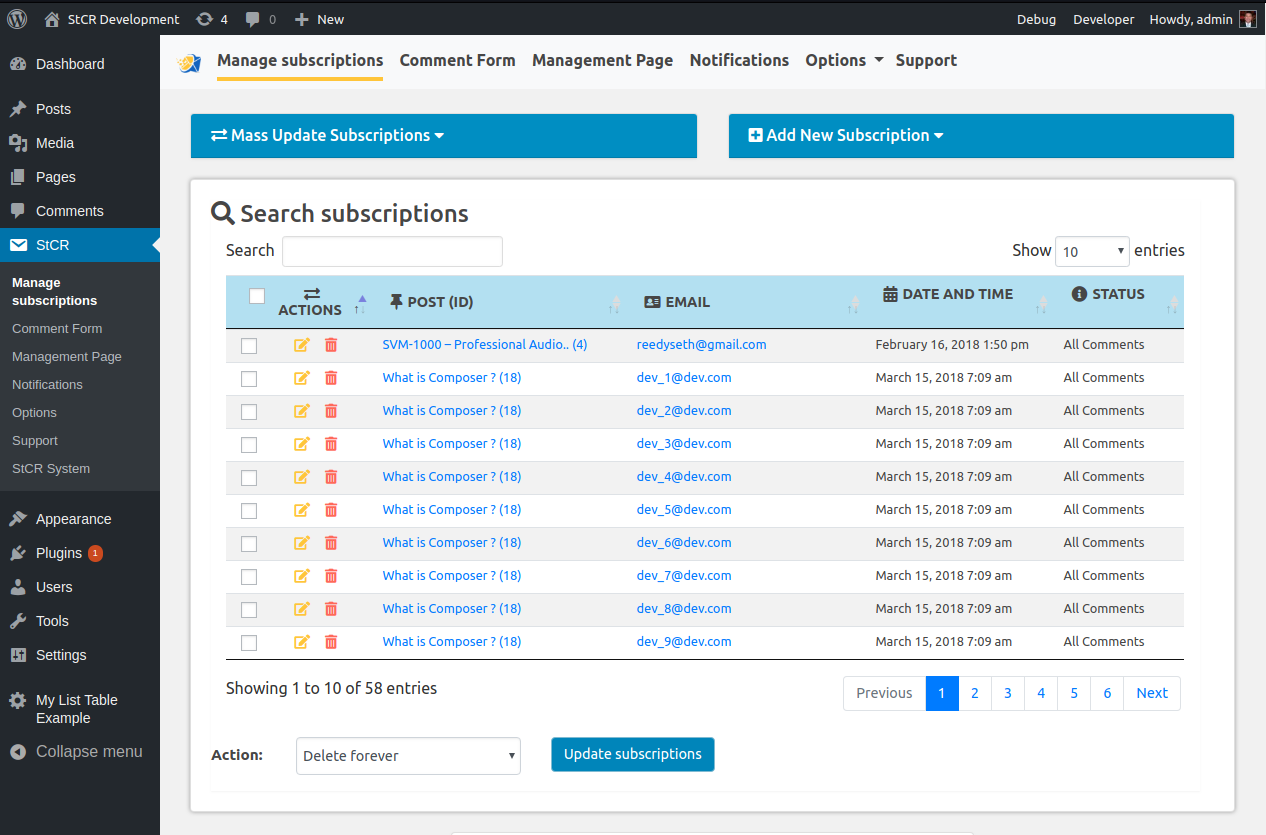 StCR Development 4 0 New Debug Developer Howdy, admin
Dashboard
Posts
Media
Pages
Comments
StCR
Manage
subscriptions
Comment Form
Management Page
Notifications
Options
Support
StCR System
Appearance
Plugins 1
Users
Tools
Settings
My List Table
Example
Collapse menu
Manage subscriptions Comment Form Management Page Notifications Options Support
Mass Update Subscriptions Add New Subscription
Search subscriptions
Search Show 10 entries
ACTIONS POST (ID) EMAIL DATE AND TIME STATUS
SVM-1000 – Professional Audio.. (4) reedyseth@gmail.com February 16, 2018 1:50 pm All Comments
What is Composer ? (18) dev_1@dev.com March 15, 2018 7:09 am All Comments
What is Composer ? (18) dev_2@dev.com March 15, 2018 7:09 am All Comments
What is Composer ? (18) dev_3@dev.com March 15, 2018 7:09 am All Comments
What is Composer ? (18) dev_4@dev.com March 15, 2018 7:09 am All Comments
What is Composer ? (18) dev_5@dev.com March 15, 2018 7:09 am All Comments
What is Composer ? (18) dev_6@dev.com March 15, 2018 7:09 am All Comments
What is Composer ? (18) dev_7@dev.com March 15, 2018 7:09 am All Comments
What is Composer ? (18) dev_8@dev.com March 15, 2018 7:09 am All Comments
What is Composer ? (18) dev_9@dev.com March 15, 2018 7:09 am All Comments
Showing 1 to 10 of 58 entries Previous 1 2 3 4 5 6 Next
Action: Delete forever Update subscriptions